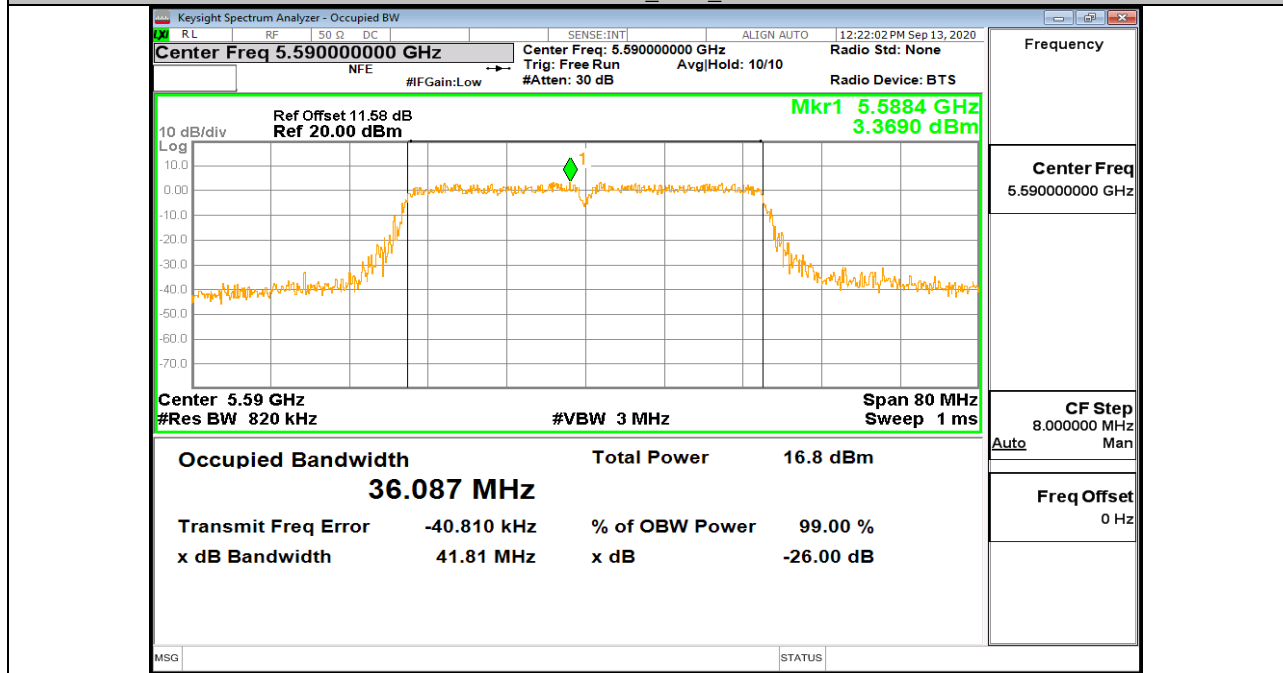 Keysight Spectrum Analyzer - Occupied BW
LXI RL RF 50 Ω DC SENSE:INT ALIGN AUTO 12:22:02 PM Sep 13, 2020
Center Freq 5.590000000 GHz Center Freq: 5.590000000 GHz Radio Std: None
NFE Trig: Free Run Avg|Hold: 10/10
#IFGain:Low #Atten: 30 dB Radio Device: BTS
Mkr1 5.5884 GHz
3.3690 dBm
Ref Offset 11.58 dB
10 dB/div Ref 20.00 dBm
Log
1
10.0
0.00
-10.0
-20.0
-30.0
-40.0
-50.0
-60.0
-70.0
Center 5.59 GHz Span 80 MHz
#Res BW 820 kHz #VBW 3 MHz Sweep 1 ms
Occupied Bandwidth Total Power 16.8 dBm
36.087 MHz
Transmit Freq Error -40.810 kHz % of OBW Power 99.00 %
x dB Bandwidth 41.81 MHz x dB -26.00 dB
MSG STATUS
Frequency
Center Freq
5.590000000 GHz
CF Step
8.000000 MHz
Auto Man
Freq Offset
0 Hz